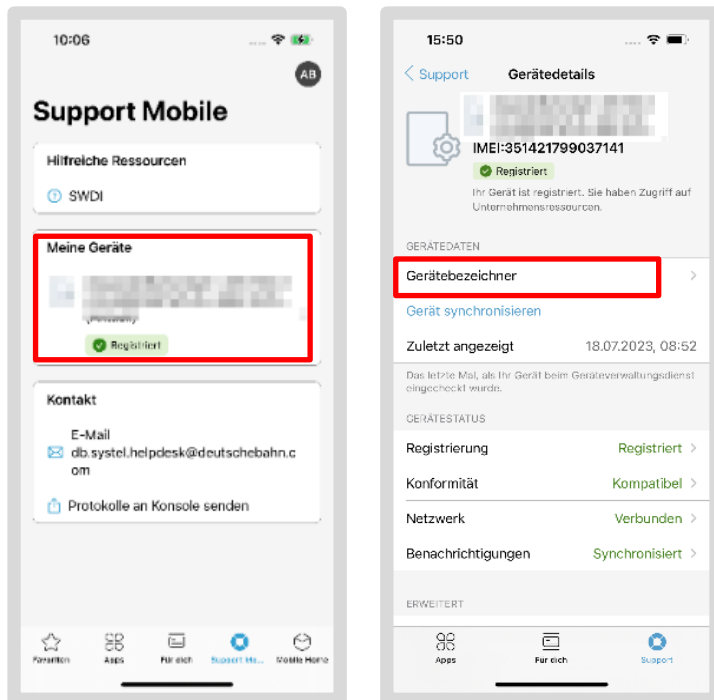 10:06
AB
Support Mobile
Hilfreiche Ressourcen
SWDI
Meine Geräte
Registriert
Kontakt
E-Mail
db.systel.helpdesk@deutschebahn.c
om
Protokolle an Konsole senden
Favoriten
Apps
Für dich
Support Mo...
Mobile Home
15:50
Support
Gerätedetails
IMEI:351421799037141
Registriert
Ihr Gerät ist registriert. Sie haben Zugriff auf
Unternehmensressourcen.
GERÄTEDATEN
Gerätebezeichner
Gerät synchronisieren
Zuletzt angezeigt 18.07.2023, 08:52
Das letzte Mal, als Ihr Gerät beim Geräteverwaltungsdienst
eingecheckt wurde.
GERÄTESTATUS
Registrierung Registriert
Konformität Kompatibel
Netzwerk Verbunden
Benachrichtigungen Synchronisiert
ERWEITERT
Apps
Für dich
Support